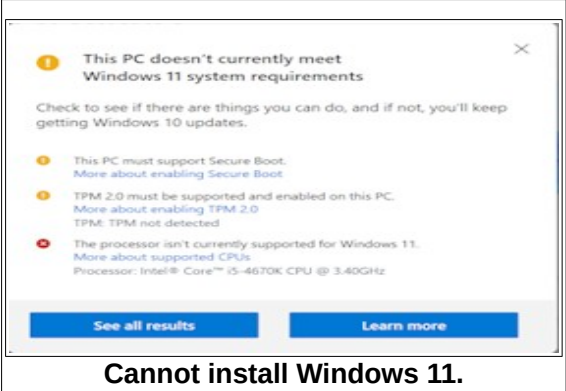 This PC doesn't currently meet
Windows 11 system requirements
Check to see if there are things you can do, and if not, you'll keep
getting Windows 10 updates.
This PC must support Secure Boot.
More about enabling Secure Boot
TPM 2.0 must be supported and enabled on this PC.
More about enabling TPM 2.0
TPM: TPM not detected
The processor isn't currently supported for Windows 11.
More about supported CPUs
Processor: Intel® Core™ i5-4670K CPU @ 3.40GHz
See all results Learn more
Cannot install Windows 11.